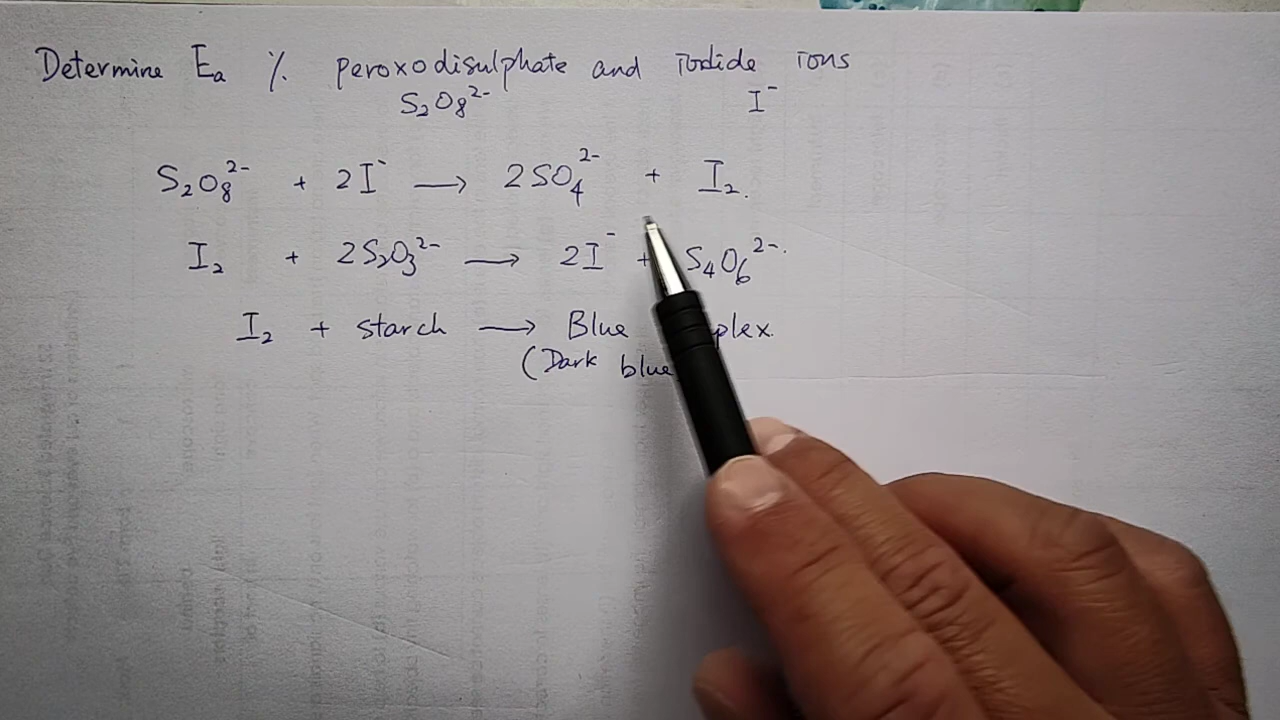 Determine Ea % peroxodisulphate and iodide ions
S₂O₈²⁻ I⁻
S₂O₈²⁻ + 2I⁻ → 2SO₄²⁻ + I₂.
I₂ + 2S₂O₃²⁻ → 2I⁻ + S₄O₆²⁻.
I₂ + starch → Blue plex.
(Dark blue